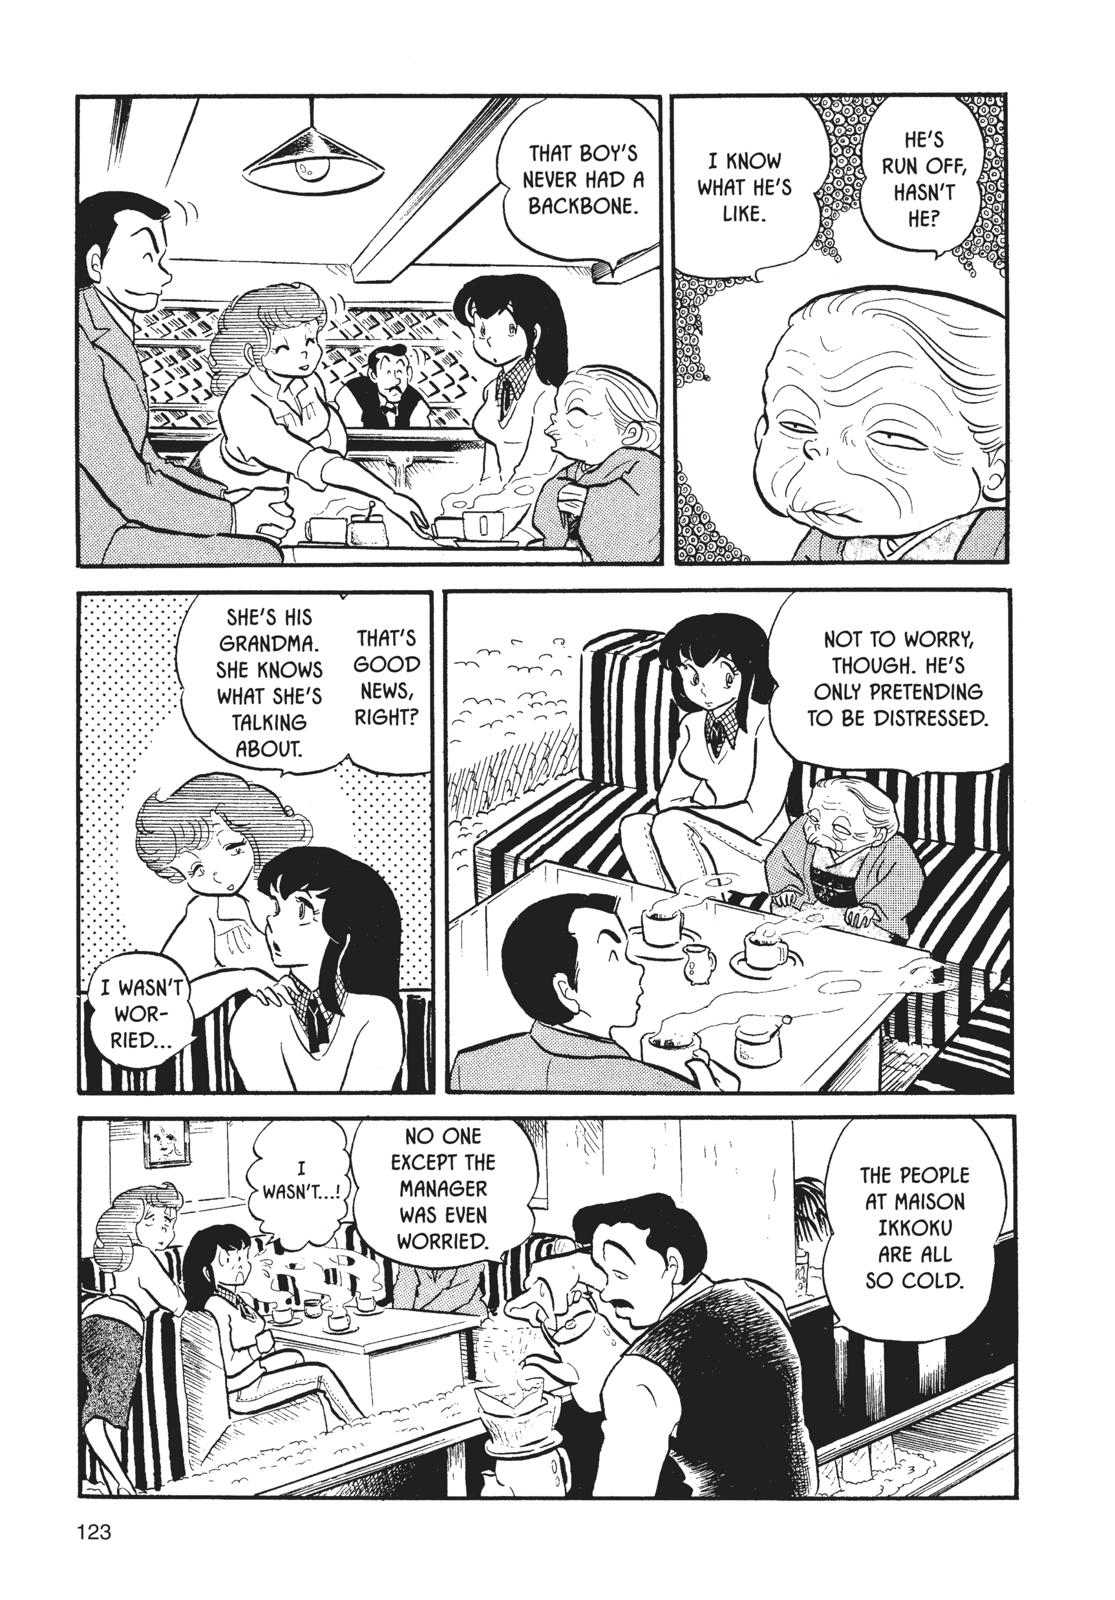 HE'S
RUN OFF,
HASN'T
HE?
I KNOW
WHAT HE'S
LIKE.
THAT BOY'S
NEVER HAD A
BACKBONE.
NOT TO WORRY,
THOUGH. HE'S
ONLY PRETENDING
TO BE DISTRESSED.
THAT'S
GOOD
NEWS,
RIGHT?
SHE'S HIS
GRANDMA.
SHE KNOWS
WHAT SHE'S
TALKING
ABOUT.
I WASN'T
WOR-
RIED...
THE PEOPLE
AT MAISON
IKKOKU
ARE ALL
SO COLD.
NO ONE
EXCEPT THE
MANAGER
WAS EVEN
WORRIED.
I
WASN'T...!
123